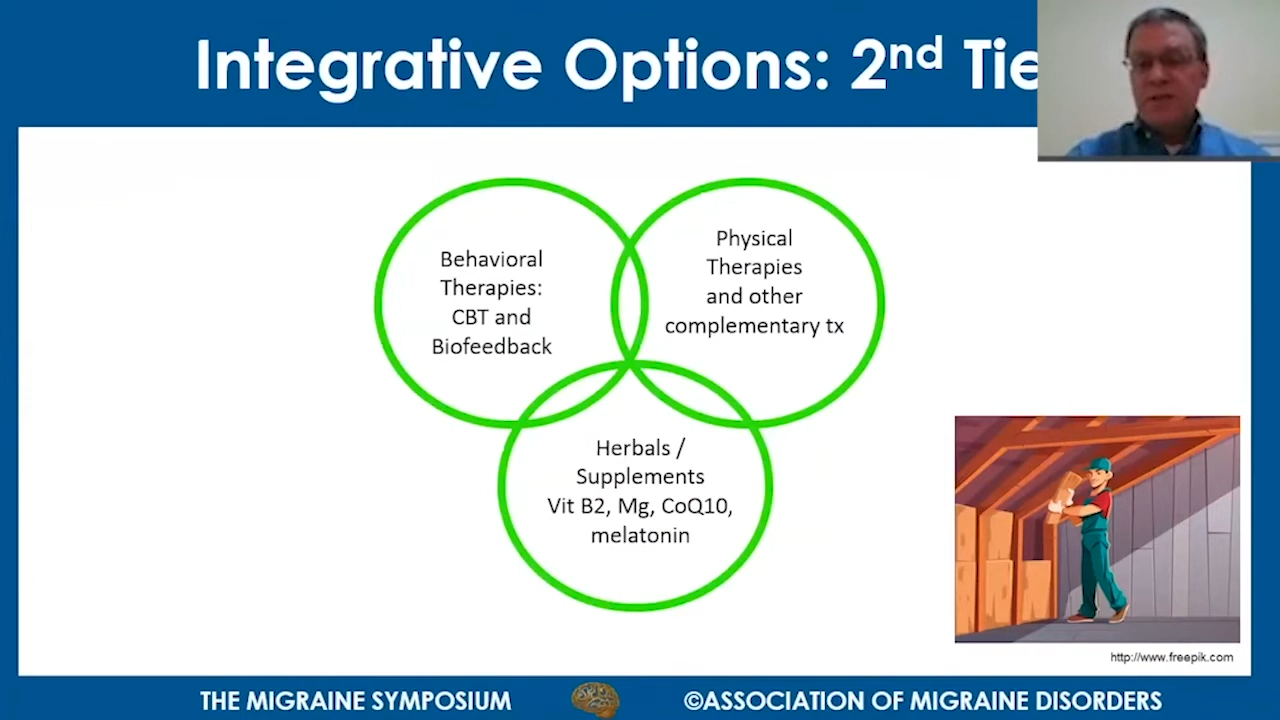 Integrative Options: 2nd Tie
Behavioral
Therapies:
CBT and
Biofeedback
Physical
Therapies
and other
complementary tx
Herbals /
Supplements
Vit B2, Mg, CoQ10,
melatonin
http://www.freepik.com
THE MIGRAINE SYMPOSIUM
©ASSOCIATION OF MIGRAINE DISORDERS